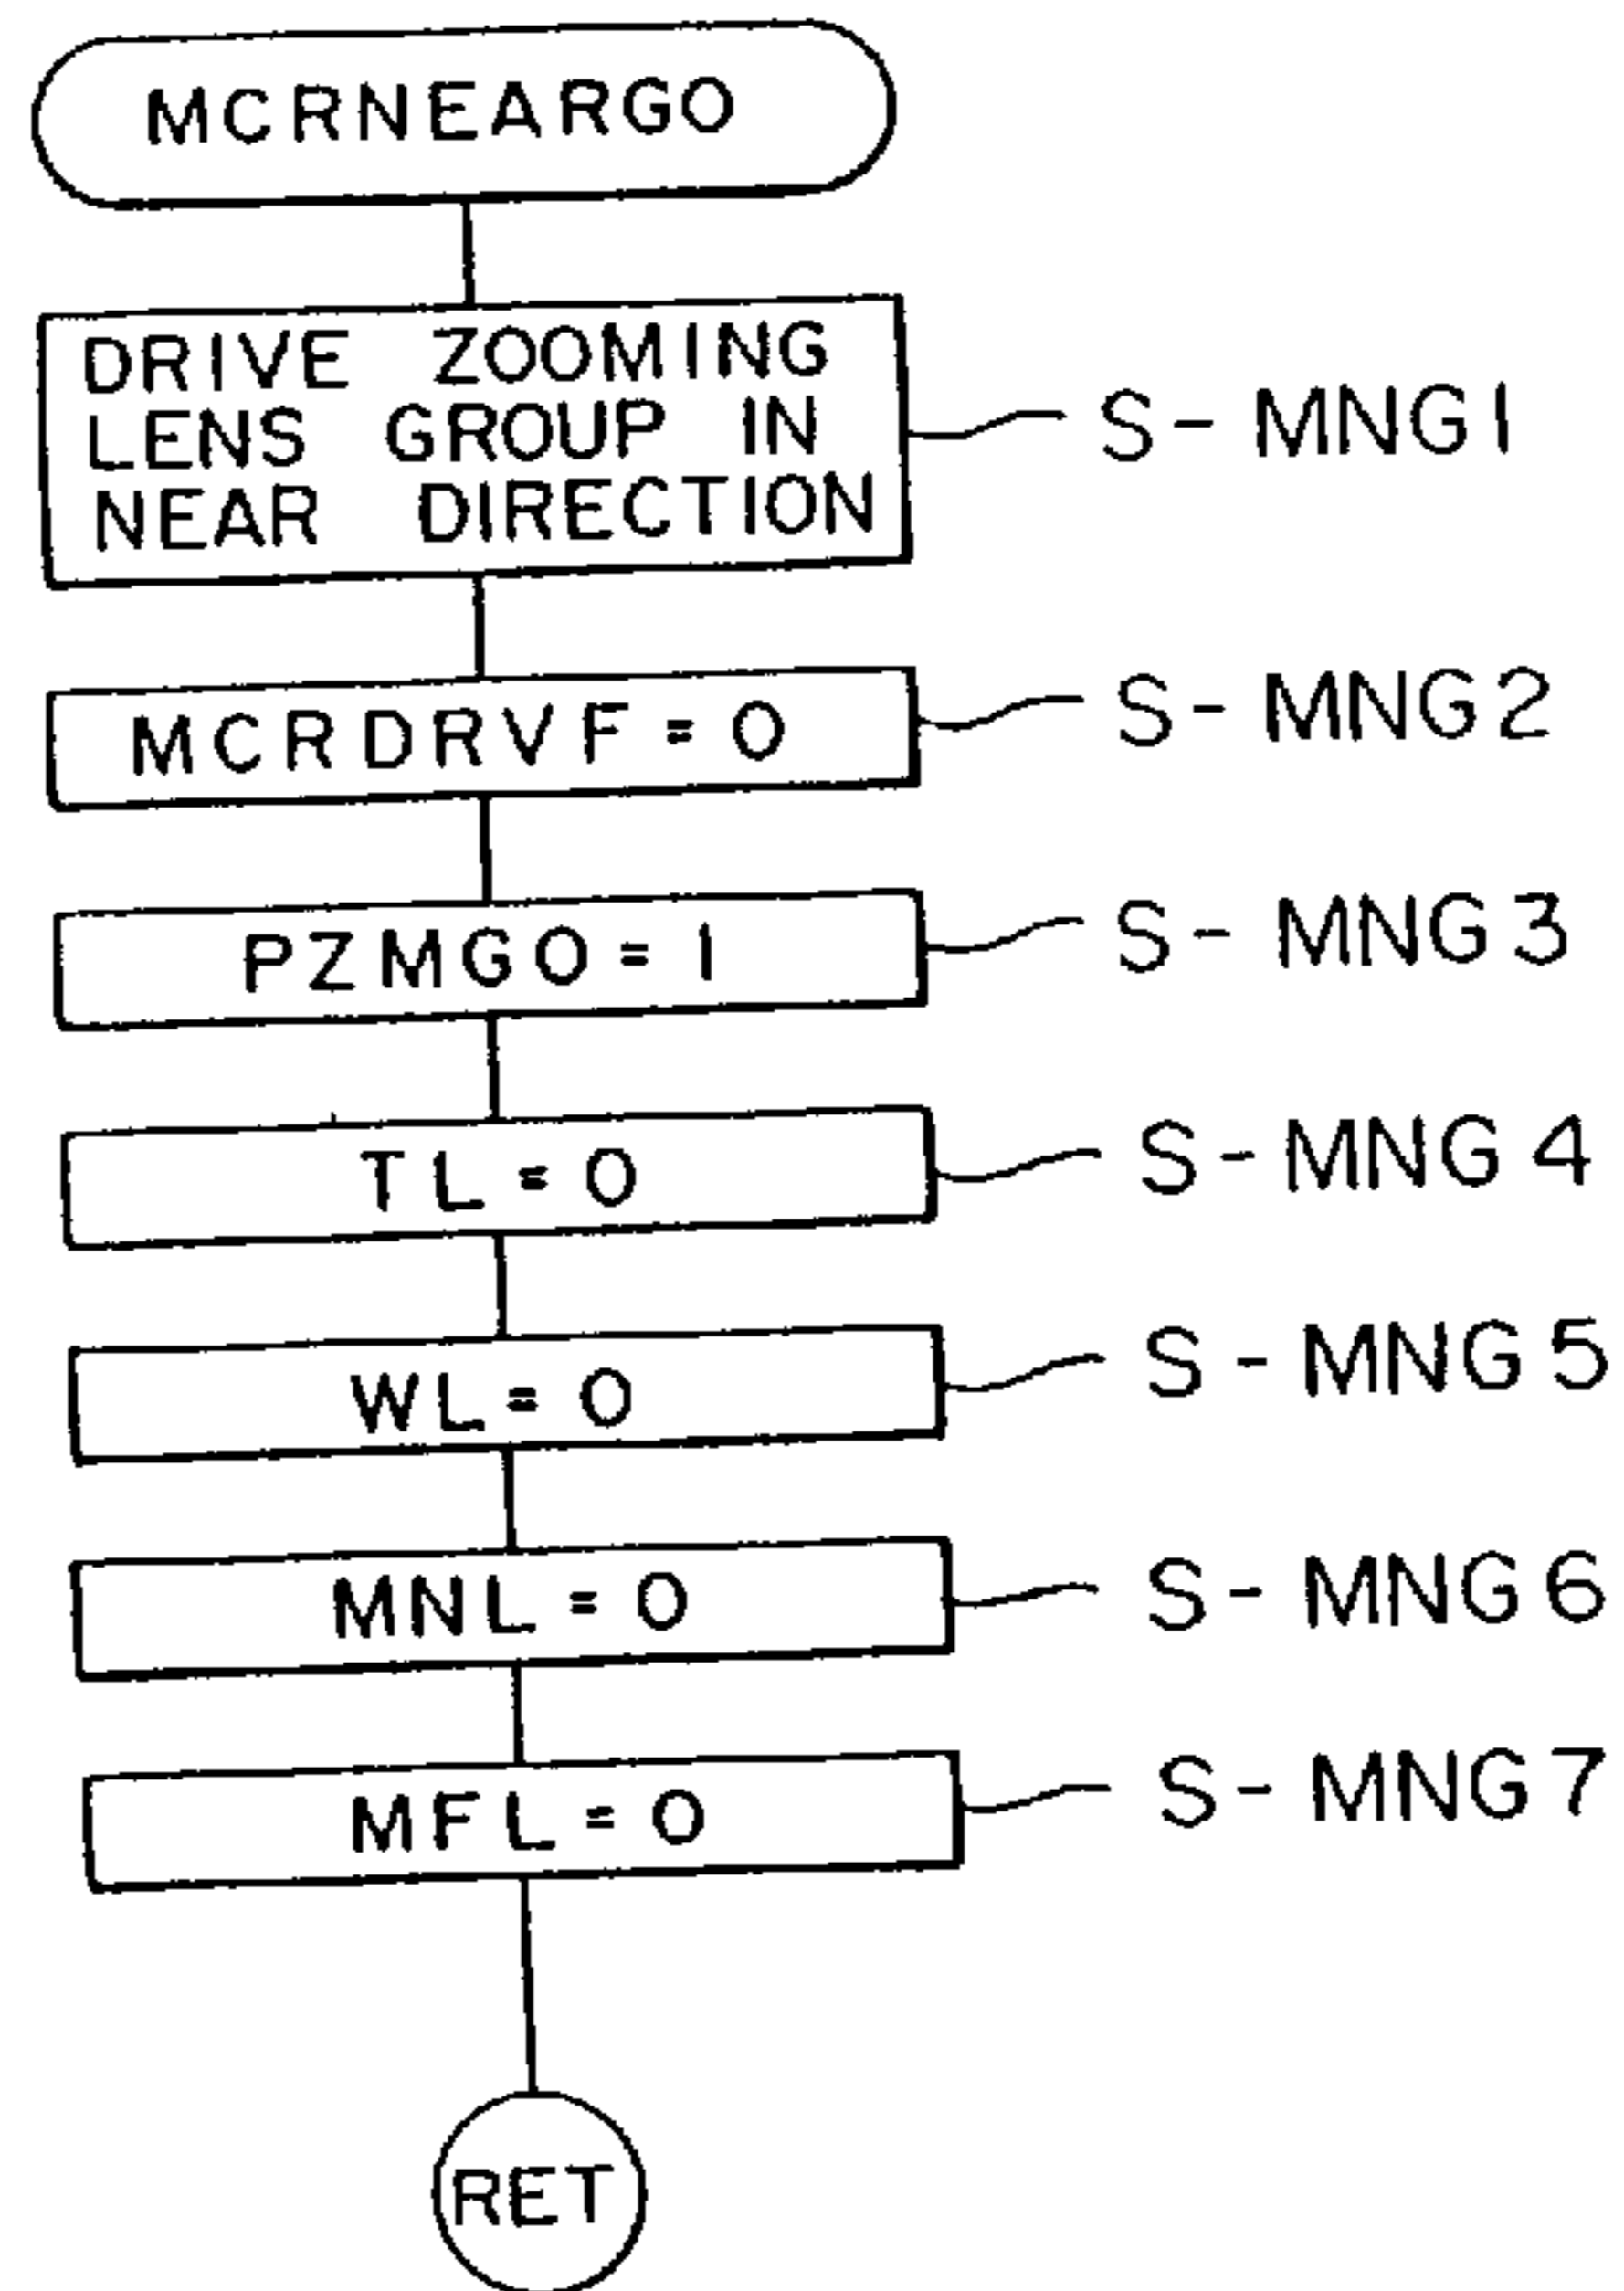 MCRNEARGO
DRIVE ZOOMING
LENS GROUP IN
NEAR DIRECTION
S-MNG1
MCRDRVF=0
S-MNG2
PZMGO=1
S-MNG3
TL=0
S-MNG4
WL=0
S-MNG5
MNL=0
S-MNG6
MFL=0
S-MNG7
RET